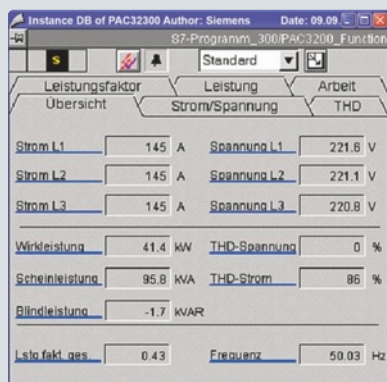 Instance DB of PAC32300 Author: Siemens Date: 09.09.
87-Programm_300/PAC3200_Function
S Standard
Leistungsfaktor Leistung Arbeit
Übersicht Strom/Spannung THD
Strom L1 145 A Spannung L1 221.6 V
Strom L2 145 A Spannung L2 221.1 V
Strom L3 145 A Spannung L3 220.8 V
Wirkleistung 41.4 kW THD-Spannung 0 %
Scheinleistung 95.8 kVA THD-Strom 86 %
Blindleistung -1.7 kVAR
Lstg.fakt. ges. 0.43 Frequenz 50.03 Hz